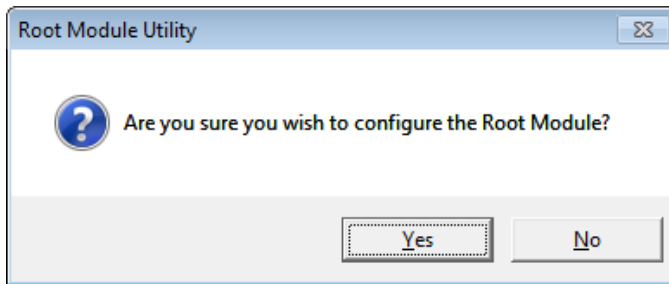 Root Module Utility
Are you sure you wish to configure the Root Module?
Yes No